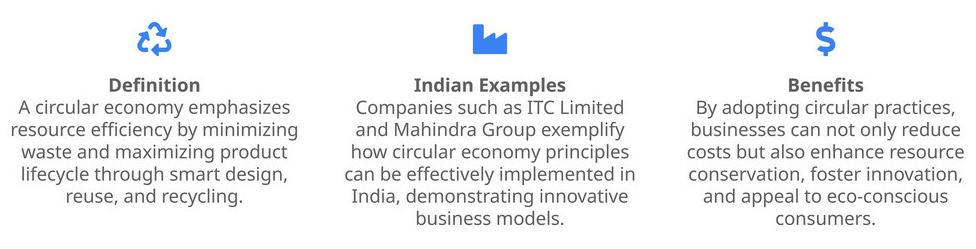 Definition
A circular economy emphasizes
resource efficiency by minimizing
waste and maximizing product
lifecycle through smart design,
reuse, and recycling.
Indian Examples
Companies such as ITC Limited
and Mahindra Group exemplify
how circular economy principles
can be effectively implemented in
India, demonstrating innovative
business models.
Benefits
By adopting circular practices,
businesses can not only reduce
costs but also enhance resource
conservation, foster innovation,
and appeal to eco-conscious
consumers.